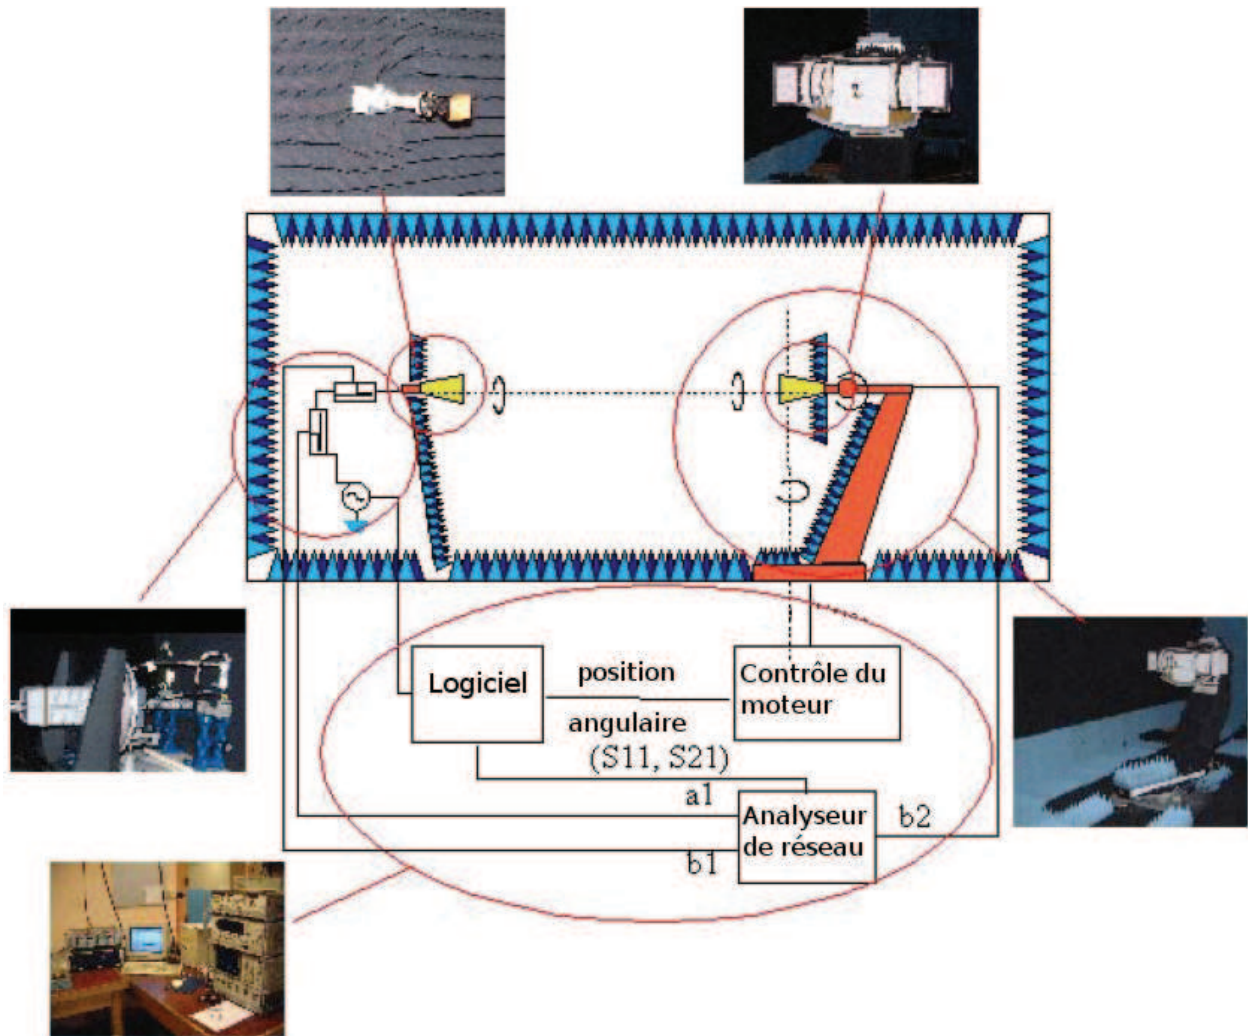 Logiciel
position
angulaire
(S11, S21)
Contrôle du
moteur
a1
Analyseur
de réseau
b2
b1